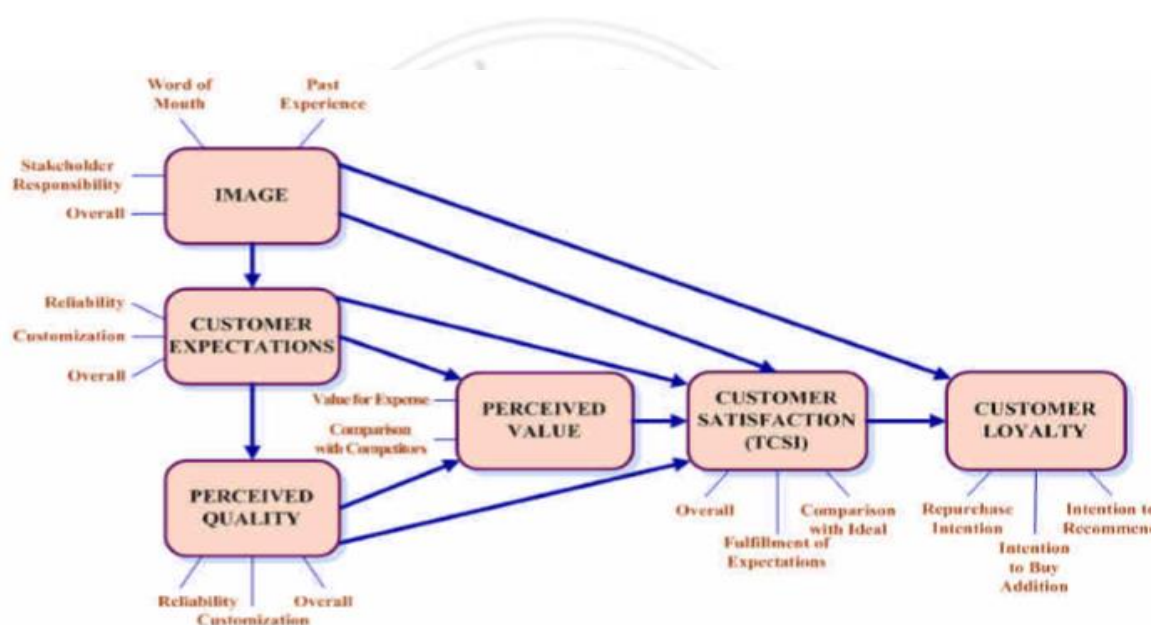 Word of
Mouth
Past
Experience
Stakeholder
Responsibility
Overall
IMAGE
Reliability
Customization
Overall
CUSTOMER
EXPECTATIONS
Value for Expense
Comparison
with Competitors
PERCEIVED
VALUE
CUSTOMER
SATISFACTION
(TCSI)
CUSTOMER
LOYALTY
PERCEIVED
QUALITY
Reliability
Customization
Overall
Overall
Fulfillment of
Expectations
Comparison
with Ideal
Repurchase
Intention
Intention
to Buy
Addition
Intention to
Recommend